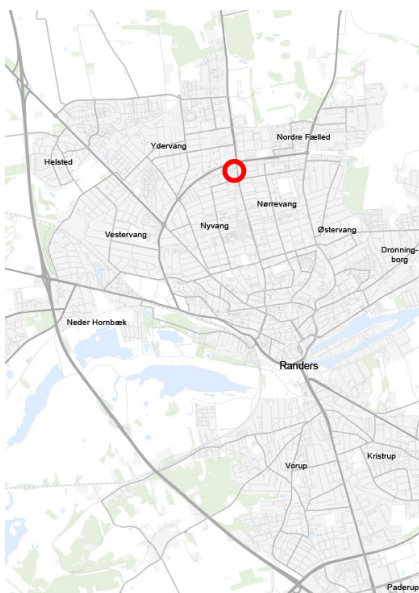 Nordre Fælled
Ydervang
Helsted
Nørrevang
Nyvang
Østervang
Vestervang
Dronning-
borg
Neder Hornbæk
Randers
Kristrup
Vorup
Paderup